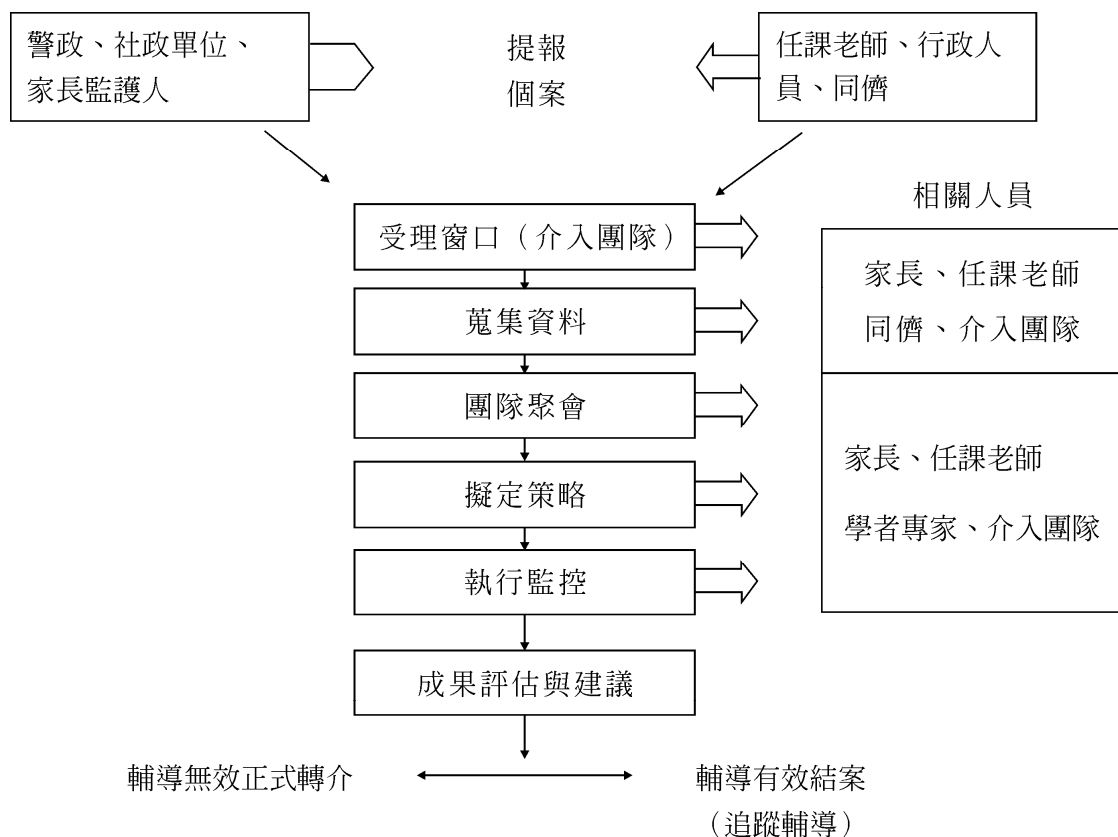 警政、社政單位、
家長監護人
提報
個案
任課老師、行政人
員、同儕
相關人員
受理窗口（介入團隊）
蒐集資料
團隊聚會
擬定策略
執行監控
成果評估與建議
家長、任課老師
同儕、介入團隊
家長、任課老師
學者專家、介入團隊
輔導無效正式轉介
輔導有效結案
（追蹤輔導）